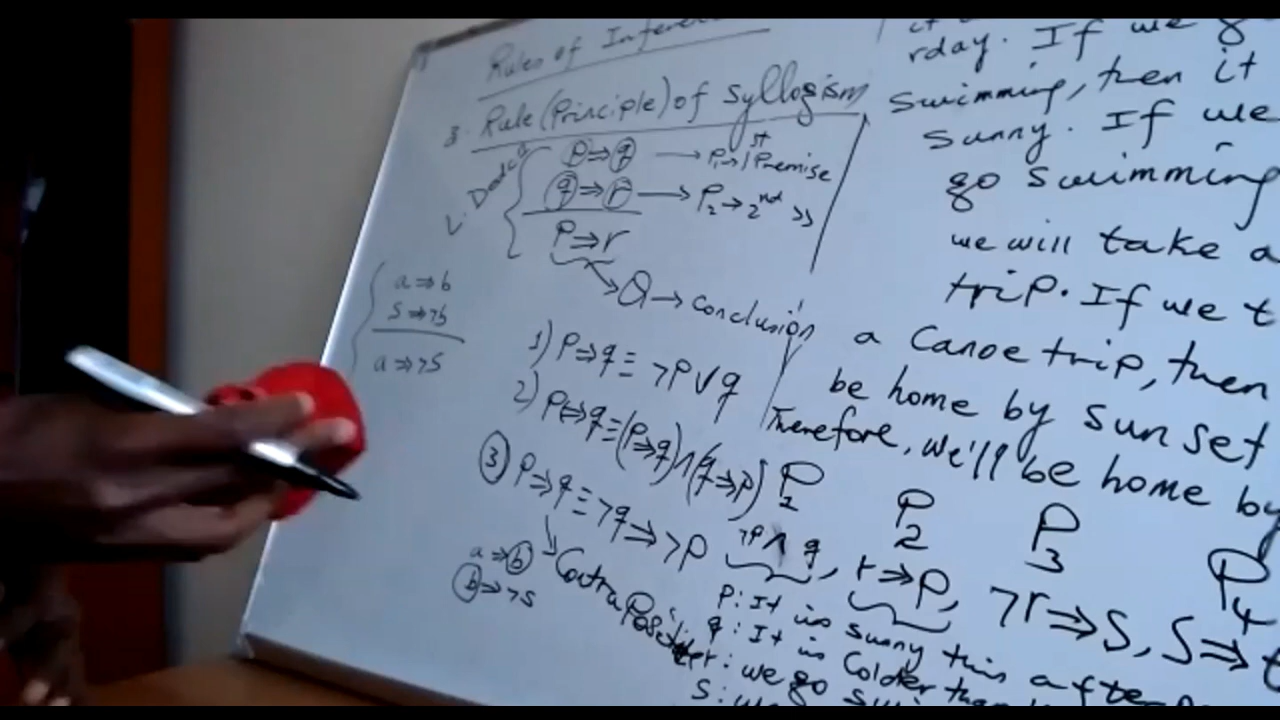 Rules of Inferen
3. Rule (Principle) of Syllogism
P⇒q → P₁→1st Premise
q⇒r → P₂→2nd >>
P⇒r
Q → conclusion
a⇒b
s⇒¬b
a⇒¬s
1) P⇒q ≡ ¬P∨q
2) P⇔q ≡ (P⇒q)∧(q⇒P)
③ P⇒q ≡ ¬q⇒¬P
Contrapositive
a⇒b
b⇒¬s
rday. If we g
swimming, then it
sunny. If we
go swimming
we will take a
trip. If we t
a Canoe trip, then
be home by sunset
Therefore, we'll be home by
P₁ P₂ P₃ P₄
¬P∧q, r⇒P, ¬r⇒S, S⇒t
P: It is sunny this after
q: It is Colder than
r: we go
S: we